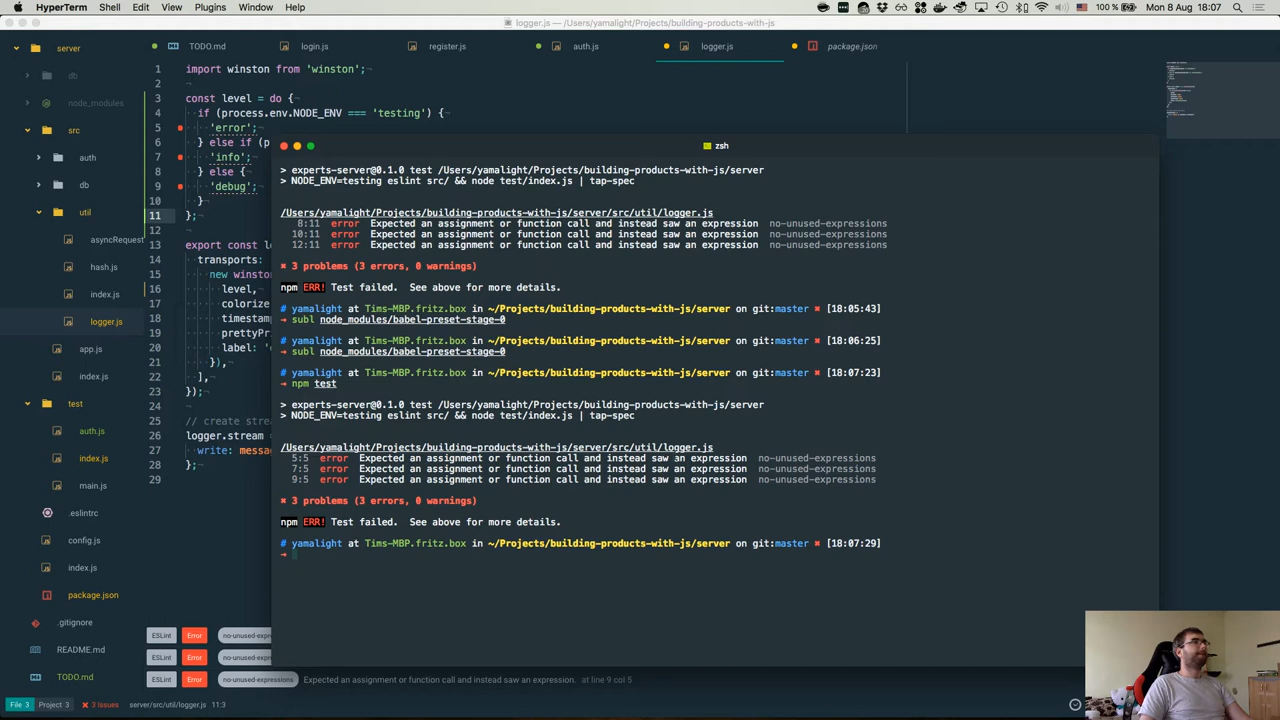 HyperTerm Shell Edit View Plugins Window Help
100 % Mon 8 Aug 18:07
logger.js — /Users/yamalight/Projects/building-products-with-js
server
db
node_modules
src
auth
db
util
asyncRequest
hash.js
index.js
logger.js
app.js
index.js
test
auth.js
index.js
main.js
.eslintrc
config.js
index.js
package.json
.gitignore
README.md
TODO.md
TODO.md login.js register.js auth.js logger.js package.json
1 import winston from 'winston';
2
3 const level = do {
4 if (process.env.NODE_ENV === 'testing') {
5 'error';
6 } else if (p
7 'info';
8 } else {
9 'debug';
10 }
11 };
12
13 export const lo
14 transports:
15 new winston
16 level,
17 colorize
18 timestam
19 prettyPr
20 label: '
21 }),
22 ],
23 });
24
25 // create strea
26 logger.stream =
27 write: messa
28 };
29
zsh
> experts-server@0.1.0 test /Users/yamalight/Projects/building-products-with-js/server
> NODE_ENV=testing eslint src/ && node test/index.js | tap-spec
/Users/yamalight/Projects/building-products-with-js/server/src/util/logger.js
8:11 error Expected an assignment or function call and instead saw an expression no-unused-expressions
10:11 error Expected an assignment or function call and instead saw an expression no-unused-expressions
12:11 error Expected an assignment or function call and instead saw an expression no-unused-expressions
✖ 3 problems (3 errors, 0 warnings)
npm ERR! Test failed. See above for more details.
# yamalight at Tims-MBP.fritz.box in ~/Projects/building-products-with-js/server on git:master ✖ [18:05:43]
→ subl node_modules/babel-preset-stage-0
# yamalight at Tims-MBP.fritz.box in ~/Projects/building-products-with-js/server on git:master ✖ [18:06:25]
→ subl node_modules/babel-preset-stage-0
# yamalight at Tims-MBP.fritz.box in ~/Projects/building-products-with-js/server on git:master ✖ [18:07:23]
→ npm test
> experts-server@0.1.0 test /Users/yamalight/Projects/building-products-with-js/server
> NODE_ENV=testing eslint src/ && node test/index.js | tap-spec
/Users/yamalight/Projects/building-products-with-js/server/src/util/logger.js
5:5 error Expected an assignment or function call and instead saw an expression no-unused-expressions
7:5 error Expected an assignment or function call and instead saw an expression no-unused-expressions
9:5 error Expected an assignment or function call and instead saw an expression no-unused-expressions
✖ 3 problems (3 errors, 0 warnings)
npm ERR! Test failed. See above for more details.
# yamalight at Tims-MBP.fritz.box in ~/Projects/building-products-with-js/server on git:master ✖ [18:07:29]
→
ESLint Error no-unused-expre
ESLint Error no-unused-expre
ESLint Error no-unused-expressions Expected an assignment or function call and instead saw an expression. at line 9 col 5
File 3 Project 3 3 Issues server/src/util/logger.js 11:3